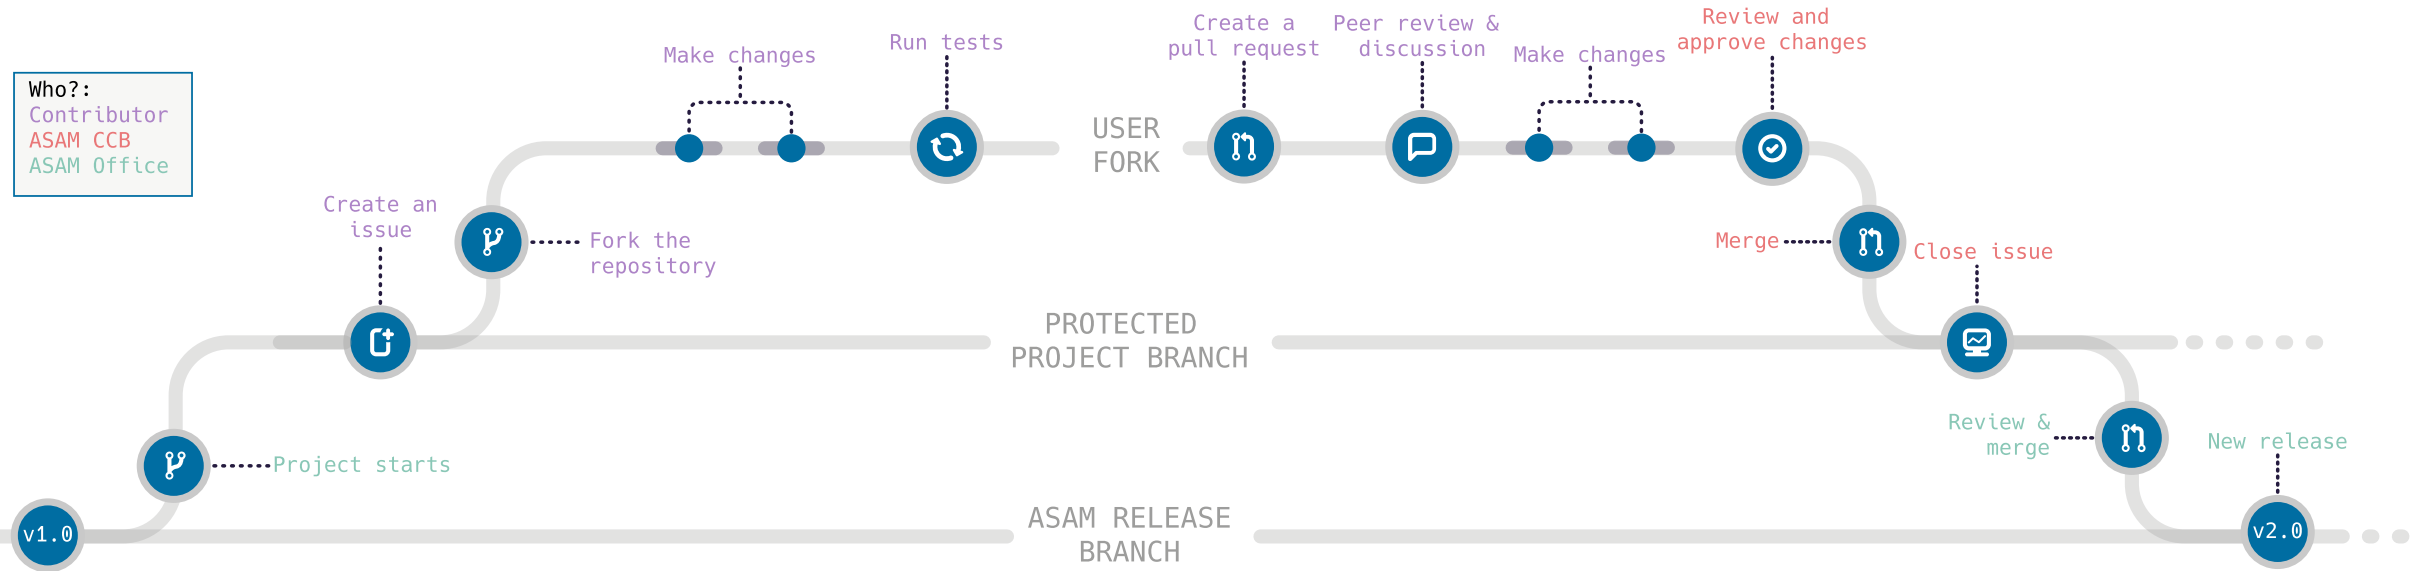 Who?:
Contributor
ASAM CCB
ASAM Office
v1.0
Project starts
Create an
issue
Fork the
repository
Make changes
Run tests
USER
FORK
Create a
pull request
Peer review &
discussion
Make changes
Review and
approve changes
Merge
Close issue
PROTECTED
PROJECT BRANCH
Review &
merge
New release
v2.0
ASAM RELEASE
BRANCH